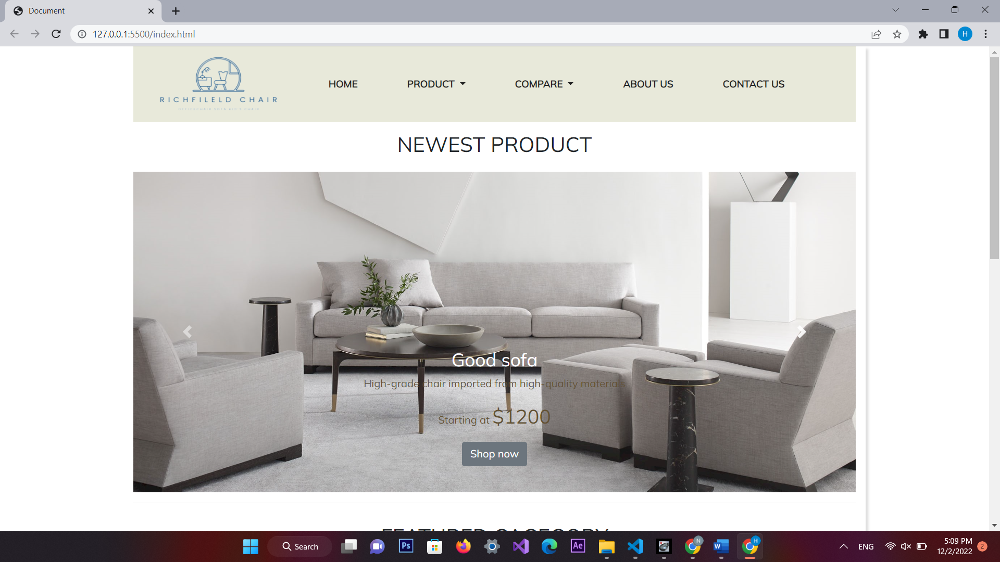 Document
127.0.0.1:5500/index.html
H
RICHFILELD CHAIR
HOME
PRODUCT
COMPARE
ABOUT US
CONTACT US
NEWEST PRODUCT
Good sofa
High-grade chair imported from high-quality materials
Starting at $1200
Shop now
Search
Ps
Ae
N
W
H
ENG
5:09 PM
12/2/2022
2